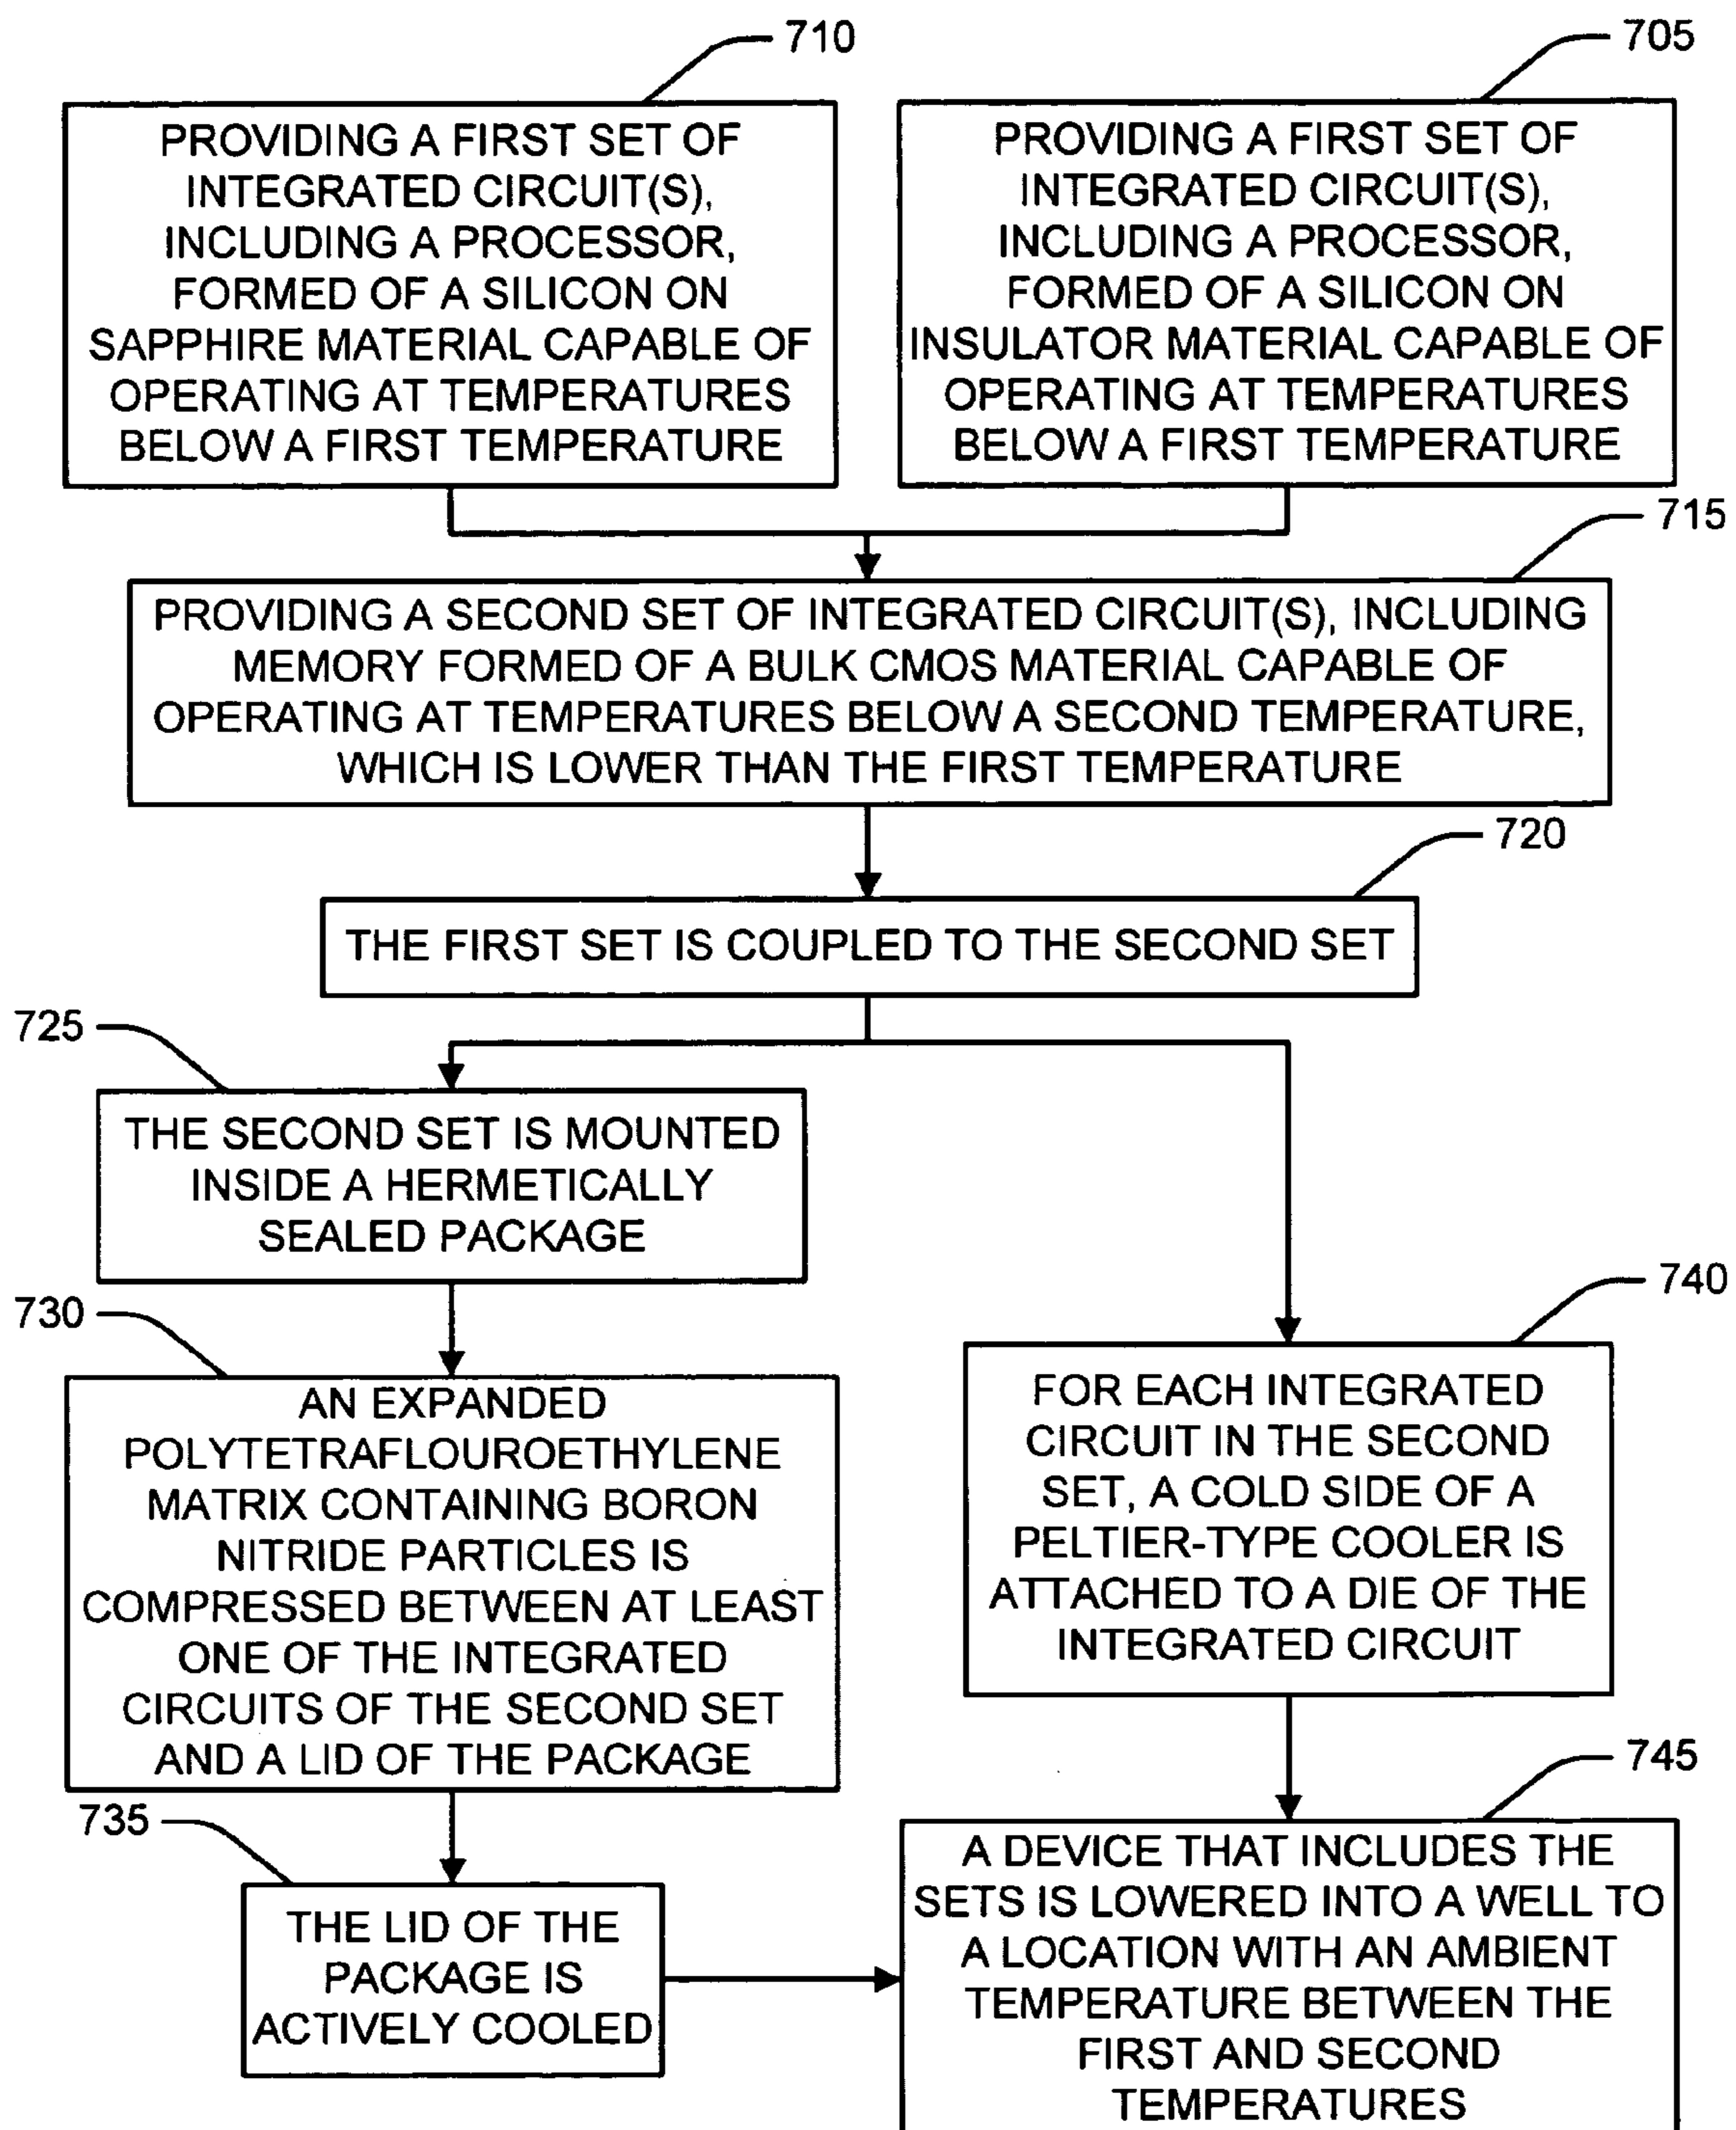 710
PROVIDING A FIRST SET OF
INTEGRATED CIRCUIT(S),
INCLUDING A PROCESSOR,
FORMED OF A SILICON ON
SAPPHIRE MATERIAL CAPABLE OF
OPERATING AT TEMPERATURES
BELOW A FIRST TEMPERATURE
705
PROVIDING A FIRST SET OF
INTEGRATED CIRCUIT(S),
INCLUDING A PROCESSOR,
FORMED OF A SILICON ON
INSULATOR MATERIAL CAPABLE OF
OPERATING AT TEMPERATURES
BELOW A FIRST TEMPERATURE
715
PROVIDING A SECOND SET OF INTEGRATED CIRCUIT(S), INCLUDING
MEMORY FORMED OF A BULK CMOS MATERIAL CAPABLE OF
OPERATING AT TEMPERATURES BELOW A SECOND TEMPERATURE,
WHICH IS LOWER THAN THE FIRST TEMPERATURE
720
THE FIRST SET IS COUPLED TO THE SECOND SET
725
THE SECOND SET IS MOUNTED
INSIDE A HERMETICALLY
SEALED PACKAGE
730
AN EXPANDED
POLYTETRAFLOUROETHYLENE
MATRIX CONTAINING BORON
NITRIDE PARTICLES IS
COMPRESSED BETWEEN AT LEAST
ONE OF THE INTEGRATED
CIRCUITS OF THE SECOND SET
AND A LID OF THE PACKAGE
735
THE LID OF THE
PACKAGE IS
ACTIVELY COOLED
740
FOR EACH INTEGRATED
CIRCUIT IN THE SECOND
SET, A COLD SIDE OF A
PELTIER-TYPE COOLER IS
ATTACHED TO A DIE OF THE
INTEGRATED CIRCUIT
745
A DEVICE THAT INCLUDES THE
SETS IS LOWERED INTO A WELL TO
A LOCATION WITH AN AMBIENT
TEMPERATURE BETWEEN THE
FIRST AND SECOND
TEMPERATURES